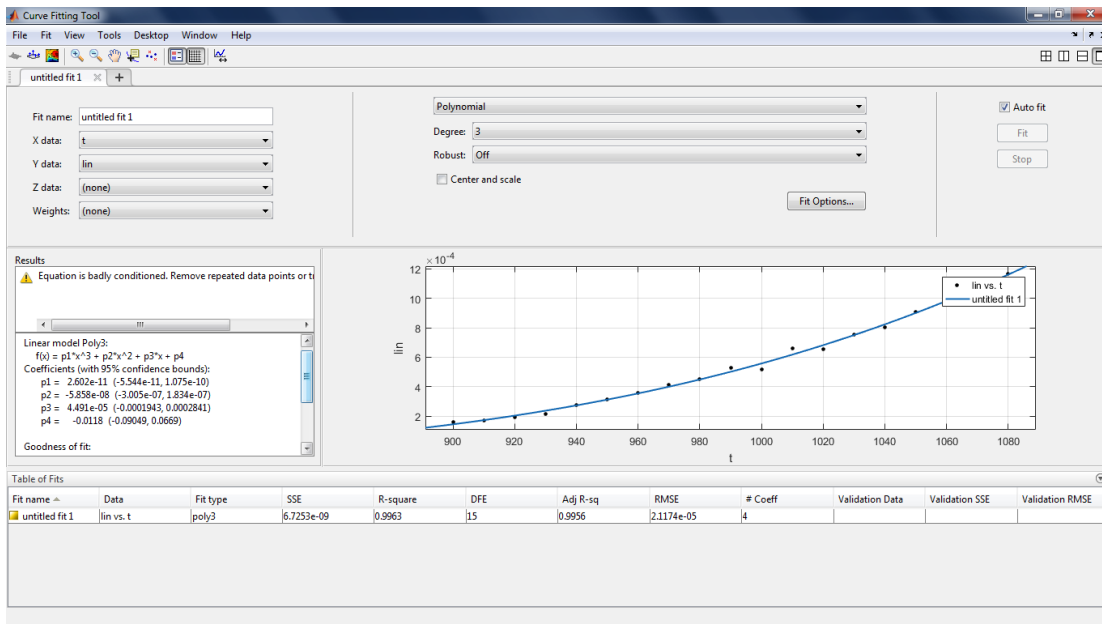 Curve Fitting Tool
File Fit View Tools Desktop Window Help
untitled fit 1
Fit name: untitled fit 1
X data: t
Y data: lin
Z data: (none)
Weights: (none)
Polynomial
Degree: 3
Robust: Off
Center and scale
Fit Options...
Auto fit
Fit
Stop
Results
Equation is badly conditioned. Remove repeated data points or tr
Linear model Poly3:
f(x) = p1*x^3 + p2*x^2 + p3*x + p4
Coefficients (with 95% confidence bounds):
p1 = 2.602e-11 (-5.544e-11, 1.075e-10)
p2 = -5.858e-08 (-3.005e-07, 1.834e-07)
p3 = 4.491e-05 (-0.0001943, 0.0002841)
p4 = -0.0118 (-0.09049, 0.0669)
Goodness of fit:
×10⁻⁴
12
10
8
6
4
2
lin
900 920 940 960 980 1000 1020 1040 1060 1080
t
lin vs. t
untitled fit 1
Table of Fits
Fit name Data Fit type SSE R-square DFE Adj R-sq RMSE # Coeff Validation Data Validation SSE Validation RMSE
untitled fit 1 lin vs. t poly3 6.7253e-09 0.9963 15 0.9956 2.1174e-05 4